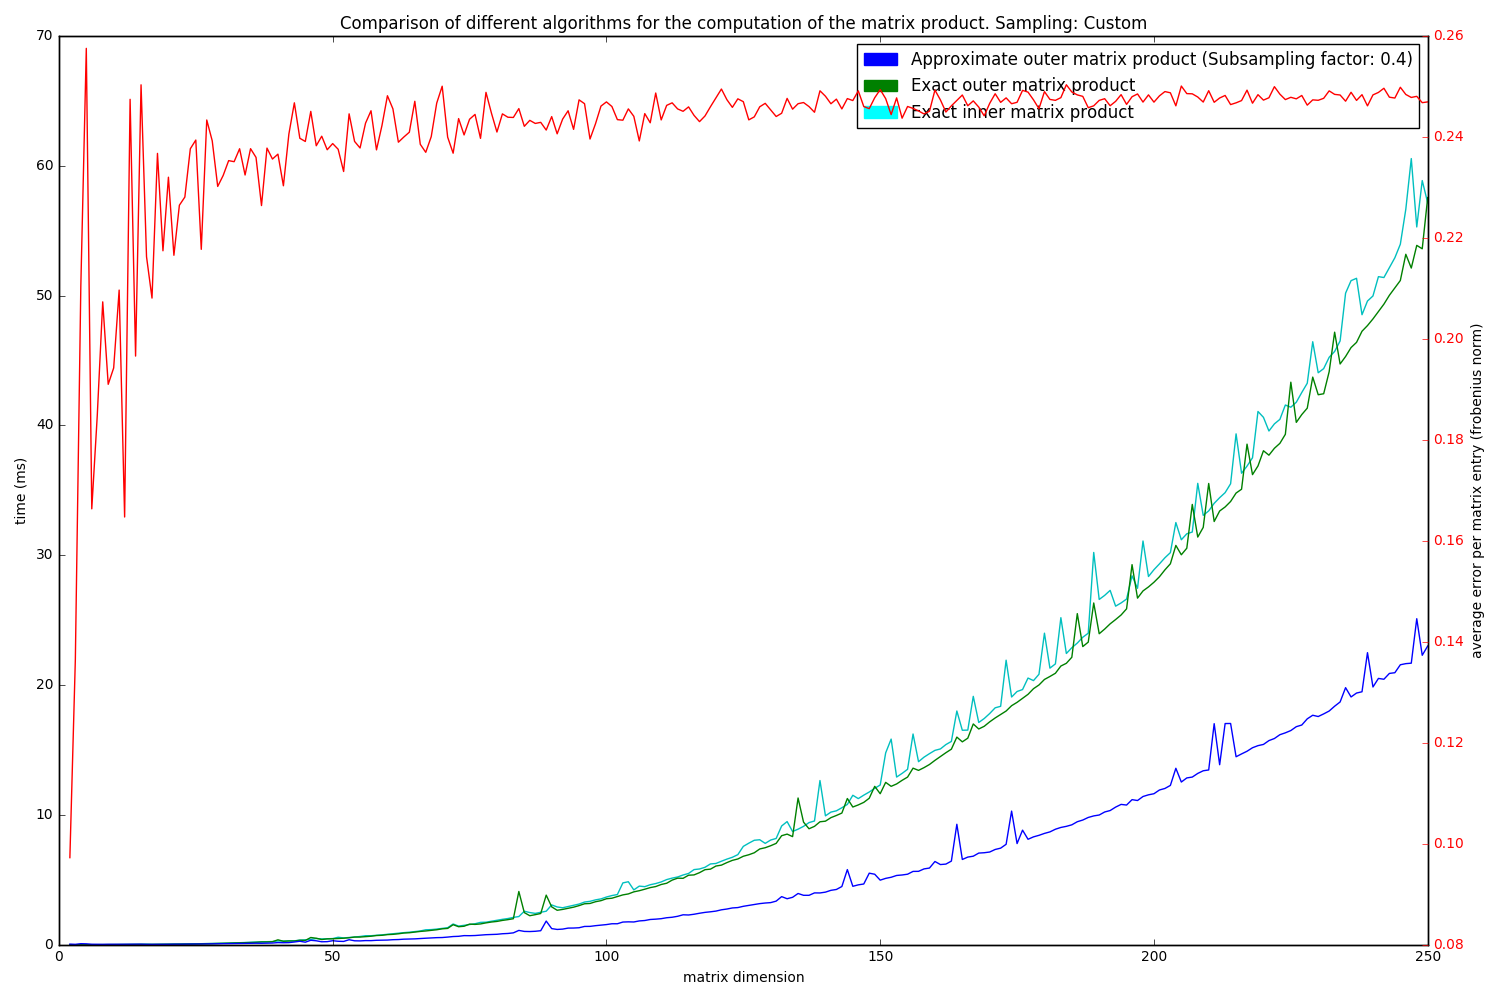 Comparison of different algorithms for the computation of the matrix product. Sampling: Custom
Approximate outer matrix product (Subsampling factor: 0.4)
Exact outer matrix product
Exact inner matrix product
time (ms)
70
60
50
40
30
20
10
0
0.26
0.24
0.22
0.20
0.18
0.16
0.14
0.12
0.10
0.08
average error per matrix entry (frobenius norm)
0 50 100 150 200 250
matrix dimension